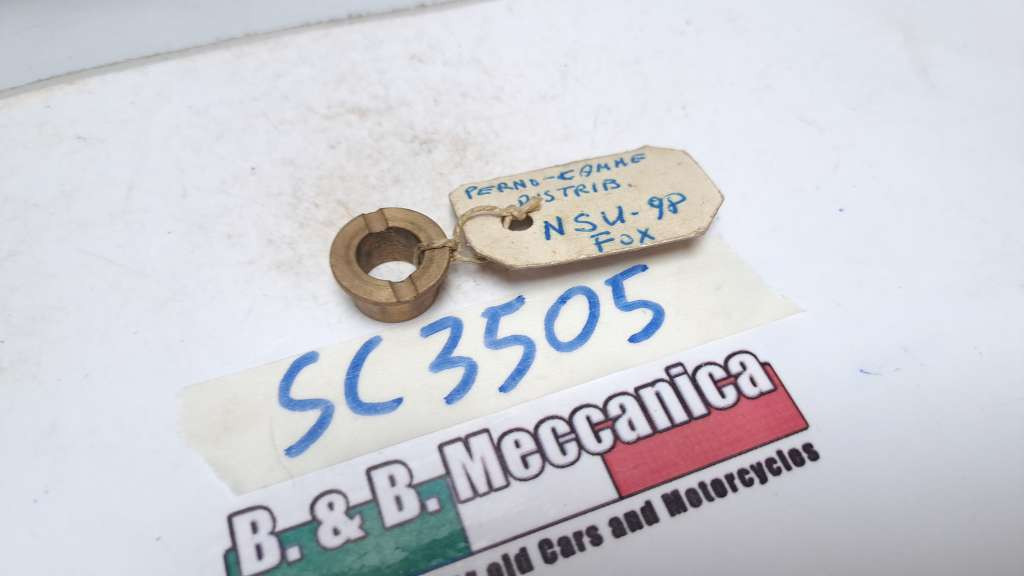 PERNO-CAMME
DISTRIB.
NSU-98
FOX
SC3505
B. & B. Meccanica
old Cars and Motorcycles